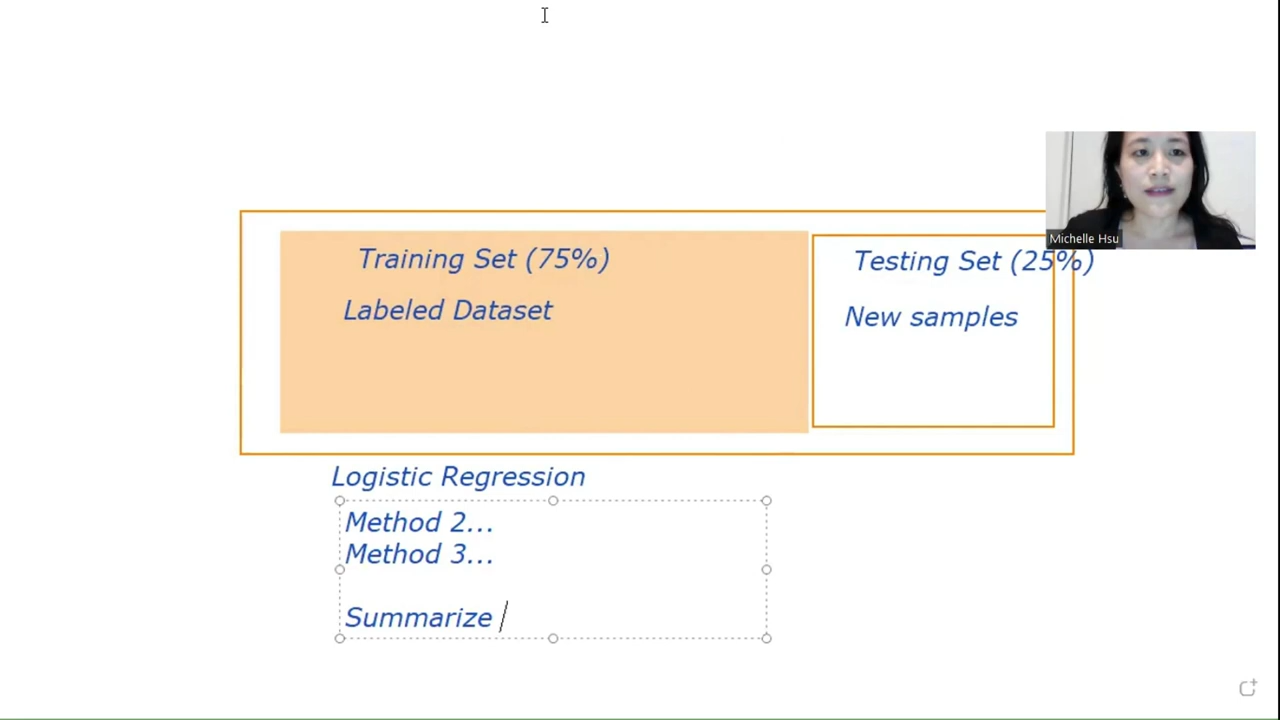 Michelle Hsu
Training Set (75%)
Testing Set (25%)
Labeled Dataset
New samples
Logistic Regression
Method 2...
Method 3...
Summarize